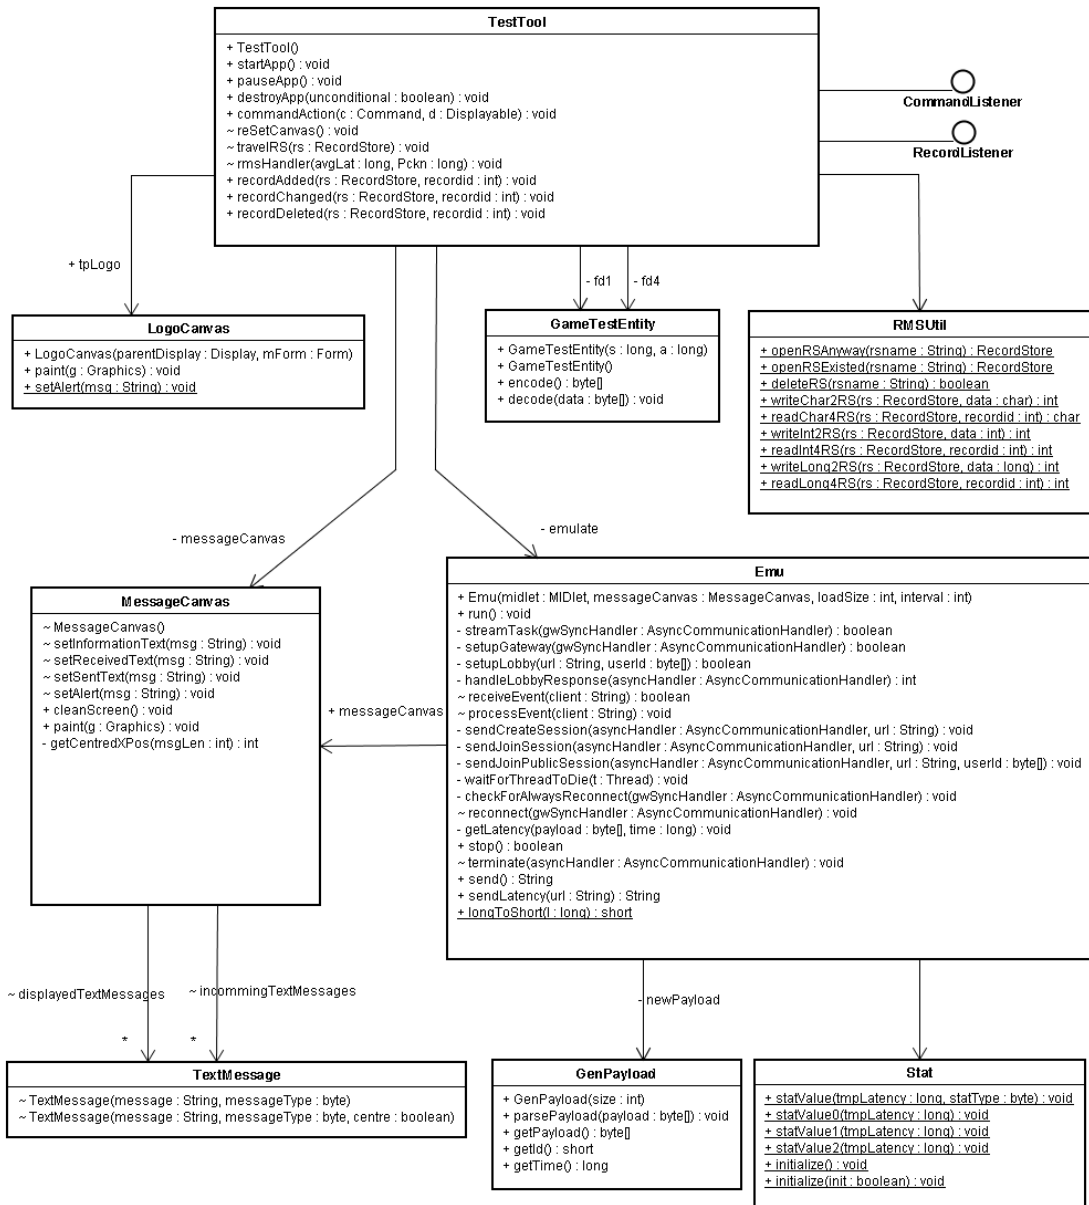 TestTool
+ TestTool()
+ startApp() : void
+ pauseApp() : void
+ destroyApp(unconditional : boolean) : void
+ commandAction(c : Command, d : Displayable) : void
~ reSetCanvas() : void
~ travelRS(rs : RecordStore) : void
~ rmsHandler(avgLat : long, Pckn : long) : void
+ recordAdded(rs : RecordStore, recordid : int) : void
+ recordChanged(rs : RecordStore, recordid : int) : void
+ recordDeleted(rs : RecordStore, recordid : int) : void
CommandListener
RecordListener
+ tpLogo
- fd1
- fd4
LogoCanvas
+ LogoCanvas(parentDisplay : Display, mForm : Form)
+ paint(g : Graphics) : void
+ setAlert(msg : String) : void
GameTestEntity
+ GameTestEntity(s : long, a : long)
+ GameTestEntity()
+ encode() : byte[]
+ decode(data : byte[]) : void
RMSUtil
+ openRSAnyway(rsname : String) : RecordStore
+ openRSExisted(rsname : String) : RecordStore
+ deleteRS(rsname : String) : boolean
+ writeChar2RS(rs : RecordStore, data : char) : int
+ readChar4RS(rs : RecordStore, recordid : int) : char
+ writeInt2RS(rs : RecordStore, data : int) : int
+ readInt4RS(rs : RecordStore, recordid : int) : int
+ writeLong2RS(rs : RecordStore, data : long) : int
+ readLong4RS(rs : RecordStore, recordid : int) : int
- messageCanvas
- emulate
MessageCanvas
~ MessageCanvas()
~ setInformationText(msg : String) : void
~ setReceivedText(msg : String) : void
~ setSentText(msg : String) : void
~ setAlert(msg : String) : void
+ cleanScreen() : void
+ paint(g : Graphics) : void
- getCentredXPos(msgLen : int) : int
+ messageCanvas
Emu
+ Emu(midlet : MIDlet, messageCanvas : MessageCanvas, loadSize : int, interval : int)
+ run() : void
- streamTask(gwSyncHandler : AsyncCommunicationHandler) : boolean
- setupGateway(gwSyncHandler : AsyncCommunicationHandler) : boolean
- setupLobby(url : String, userId : byte[]) : boolean
- handleLobbyResponse(asyncHandler : AsyncCommunicationHandler) : int
~ receiveEvent(client : String) : boolean
~ processEvent(client : String) : void
- sendCreateSession(asyncHandler : AsyncCommunicationHandler, url : String) : void
- sendJoinSession(asyncHandler : AsyncCommunicationHandler, url : String) : void
- sendJoinPublicSession(asyncHandler : AsyncCommunicationHandler, url : String, userId : byte[]) : void
- waitForThreadToDie(t : Thread) : void
- checkForAlwaysReconnect(gwSyncHandler : AsyncCommunicationHandler) : void
~ reconnect(gwSyncHandler : AsyncCommunicationHandler) : void
- getLatency(payload : byte[], time : long) : void
+ stop() : boolean
~ terminate(asyncHandler : AsyncCommunicationHandler) : void
+ send() : String
+ sendLatency(url : String) : String
+ longToShort(l : long) : short
~ displayedTextMessages
~ incommingTextMessages
- newPayload
*
*
TextMessage
~ TextMessage(message : String, messageType : byte)
~ TextMessage(message : String, messageType : byte, centre : boolean)
GenPayload
+ GenPayload(size : int)
+ parsePayload(payload : byte[]) : void
+ getPayload() : byte[]
+ getId() : short
+ getTime() : long
Stat
+ statValue(tmpLatency : long, statType : byte) : void
+ statValue0(tmpLatency : long) : void
+ statValue1(tmpLatency : long) : void
+ statValue2(tmpLatency : long) : void
+ initialize() : void
+ initialize(init : boolean) : void